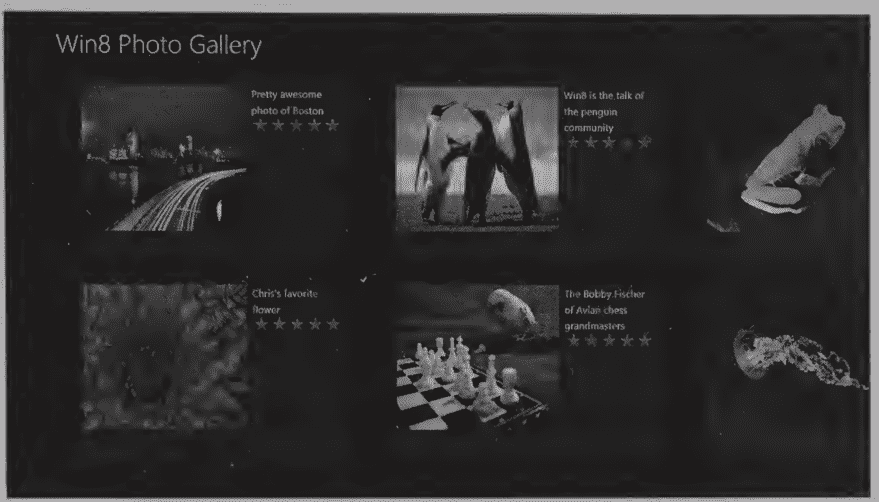 Win8 Photo Gallery
Pretty awesome
photo of Boston
Win8 is the talk of
the penguin
community
Chris's favorite
flower
The Bobby Fischer
of Avian chess
grandmasters